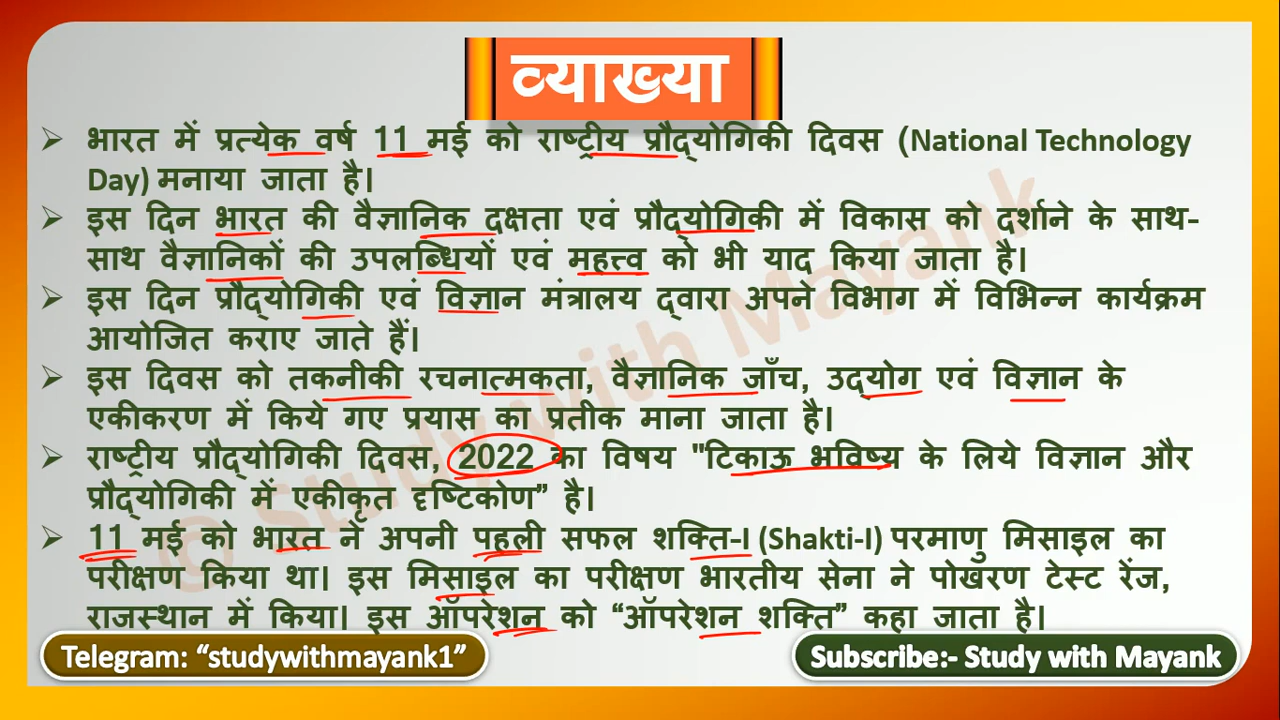 व्याख्या
➢ भारत में प्रत्येक वर्ष 11 मई को राष्ट्रीय प्रौद्योगिकी दिवस (National Technology
Day) मनाया जाता है।
➢ इस दिन भारत की वैज्ञानिक दक्षता एवं प्रौद्योगिकी में विकास को दर्शाने के साथ-
साथ वैज्ञानिकों की उपलब्धियों एवं महत्त्व को भी याद किया जाता है।
➢ इस दिन प्रौद्योगिकी एवं विज्ञान मंत्रालय द्वारा अपने विभाग में विभिन्न कार्यक्रम
आयोजित कराए जाते हैं।
➢ इस दिवस को तकनीकी रचनात्मकता, वैज्ञानिक जाँच, उद्योग एवं विज्ञान के
एकीकरण में किये गए प्रयास का प्रतीक माना जाता है।
➢ राष्ट्रीय प्रौद्योगिकी दिवस, 2022 का विषय "टिकाऊ भविष्य के लिये विज्ञान और
प्रौद्योगिकी में एकीकृत दृष्टिकोण” है।
➢ 11 मई को भारत ने अपनी पहली सफल शक्ति-I (Shakti-I) परमाणु मिसाइल का
परीक्षण किया था। इस मिसाइल का परीक्षण भारतीय सेना ने पोखरण टेस्ट रेंज,
राजस्थान में किया। इस ऑपरेशन को “ऑपरेशन शक्ति” कहा जाता है।
© Study with Mayank
Telegram: “studywithmayank1”
Subscribe:- Study with Mayank